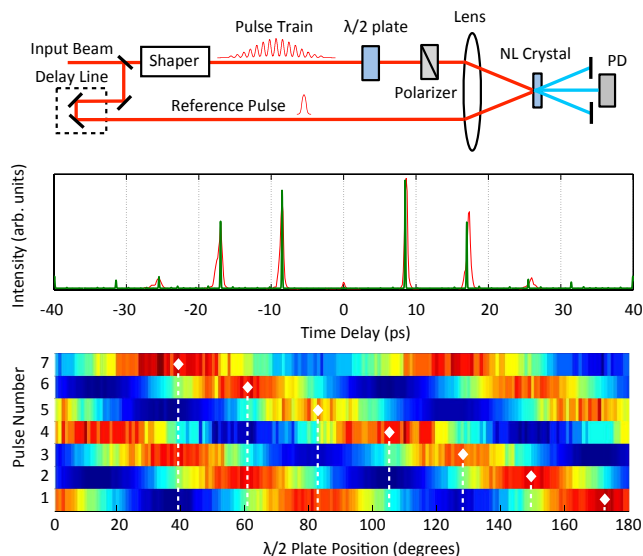 Lens
Pulse Train
λ/2 plate
Input Beam
Shaper
NL Crystal
PD
Delay Line
Polarizer
Reference Pulse
Intensity (arb. units)
-40 -30 -20 -10 0 10 20 30 40
Time Delay (ps)
Pulse Number
7
6
5
4
3
2
1
0 20 40 60 80 100 120 140 160 180
λ/2 Plate Position (degrees)